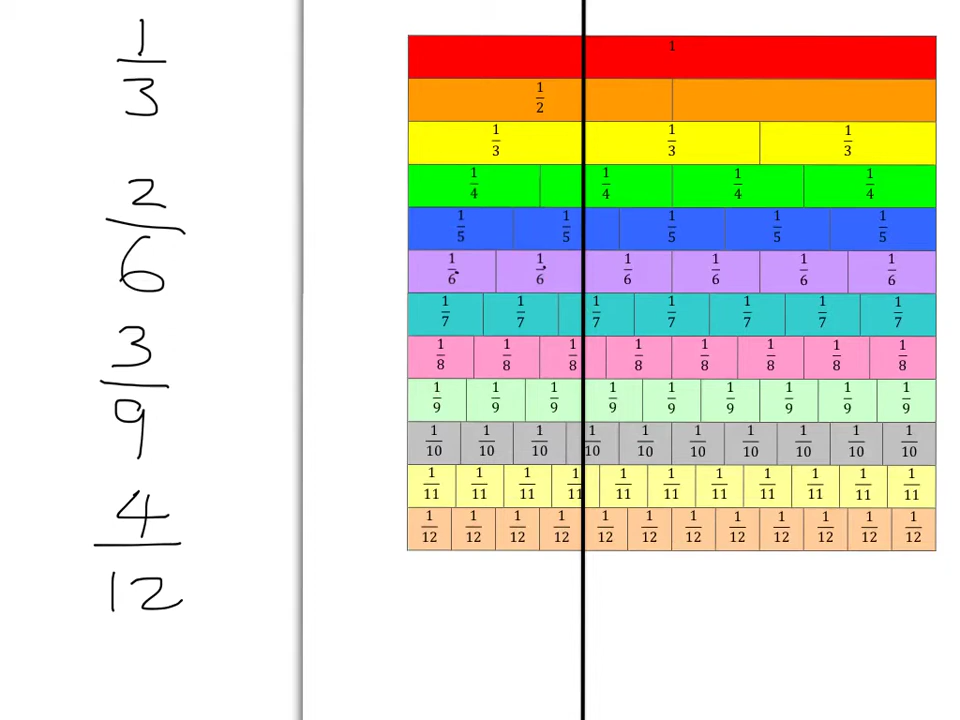 1/3
2/6
3/9
4/12
1
1/2
1/3 1/3 1/3
1/4 1/4 1/4 1/4
1/5 1/5 1/5 1/5 1/5
1/6 1/6 1/6 1/6 1/6 1/6
1/7 1/7 1/7 1/7 1/7 1/7 1/7
1/8 1/8 1/8 1/8 1/8 1/8 1/8 1/8
1/9 1/9 1/9 1/9 1/9 1/9 1/9 1/9 1/9
1/10 1/10 1/10 1/10 1/10 1/10 1/10 1/10 1/10 1/10
1/11 1/11 1/11 1/11 1/11 1/11 1/11 1/11 1/11 1/11 1/11
1/12 1/12 1/12 1/12 1/12 1/12 1/12 1/12 1/12 1/12 1/12 1/12